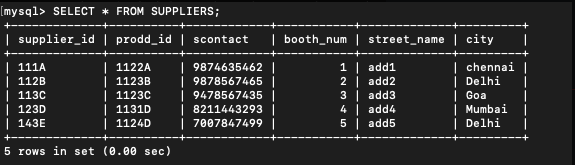 [mysql> SELECT * FROM SUPPLIERS;
+-------------+----------+------------+-----------+-------------+---------+
| supplier_id | prodd_id | scontact   | booth_num | street_name | city    |
+-------------+----------+------------+-----------+-------------+---------+
| 111A        | 1122A    | 9874635462 |         1 | add1        | chennai |
| 112B        | 1123B    | 9878567465 |         2 | add2        | Delhi   |
| 113C        | 1123C    | 9478567435 |         3 | add3        | Goa     |
| 123D        | 1131D    | 8211443293 |         4 | add4        | Mumbai  |
| 143E        | 1124D    | 7007847499 |         5 | add5        | Delhi   |
+-------------+----------+------------+-----------+-------------+---------+
5 rows in set (0.00 sec)